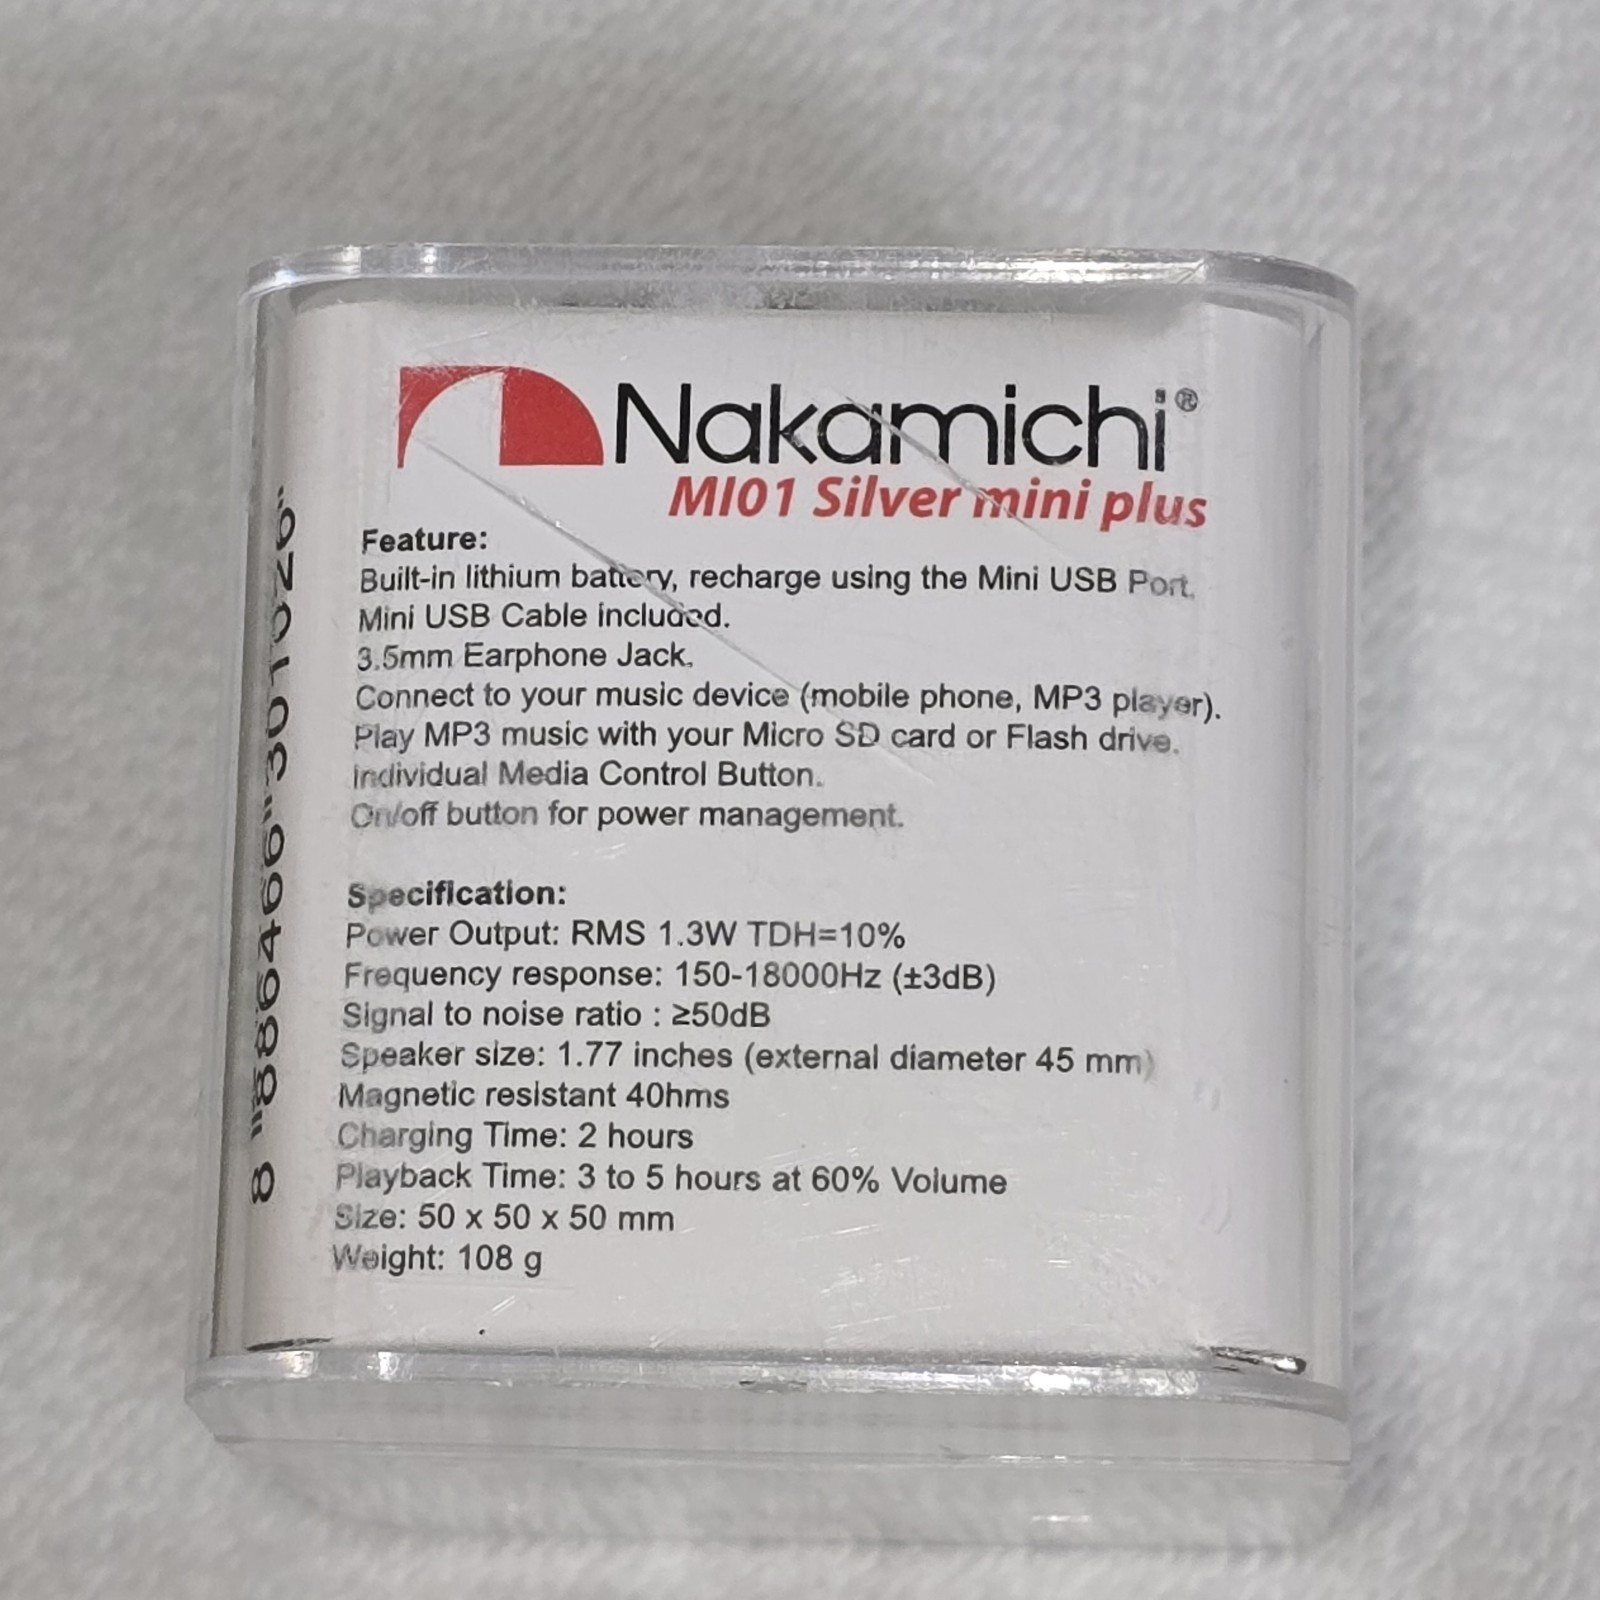 Nakamichi®
MI01 Silver mini plus
Feature:
Built-in lithium battery, recharge using the Mini USB Port.
Mini USB Cable included.
3.5mm Earphone Jack.
Connect to your music device (mobile phone, MP3 player).
Play MP3 music with your Micro SD card or Flash drive.
Individual Media Control Button.
On/off button for power management.
Specification:
Power Output: RMS 1.3W TDH=10%
Frequency response: 150-18000Hz (±3dB)
Signal to noise ratio : ≥50dB
Speaker size: 1.77 inches (external diameter 45 mm)
Magnetic resistant 4Ohms
Charging Time: 2 hours
Playback Time: 3 to 5 hours at 60% Volume
Size: 50 x 50 x 50 mm
Weight: 108 g
8 "886466"301026"